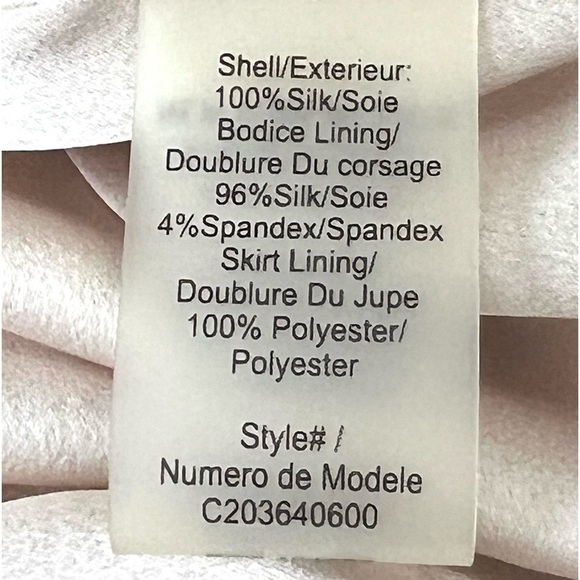 Shell/Exterieur:
100%Silk/Soie
Bodice Lining/
Doublure Du corsage
96%Silk/Soie
4%Spandex/Spandex
Skirt Lining/
Doublure Du Jupe
100% Polyester/
Polyester
Style# /
Numero de Modele
C203640600